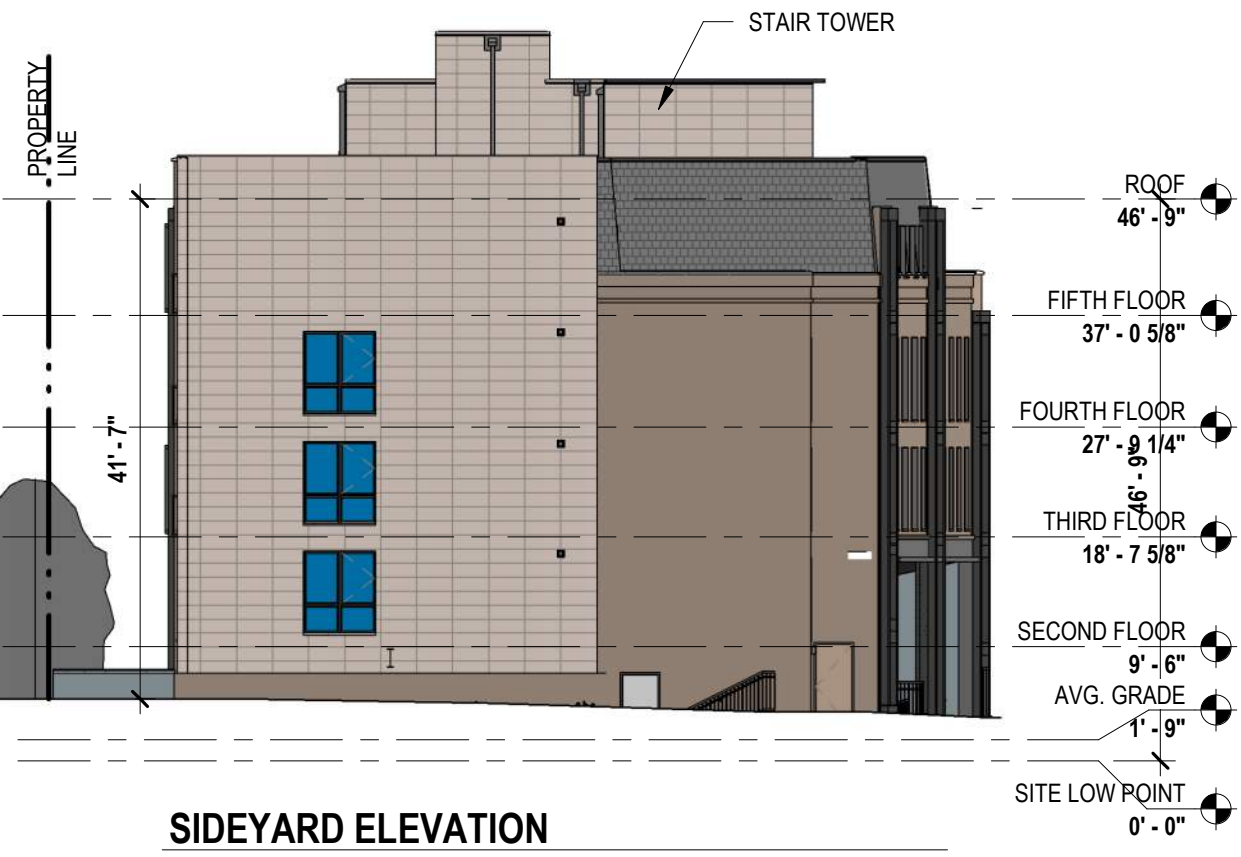 STAIR TOWER
PROPERTY
LINE
ROOF
46' - 9"
FIFTH FLOOR
37' - 0 5/8"
FOURTH FLOOR
27' - 9 1/4"
41' - 7"
46' - 9"
THIRD FLOOR
18' - 7 5/8"
SECOND FLOOR
9' - 6"
AVG. GRADE
1' - 9"
SITE LOW POINT
0' - 0"
SIDEYARD ELEVATION